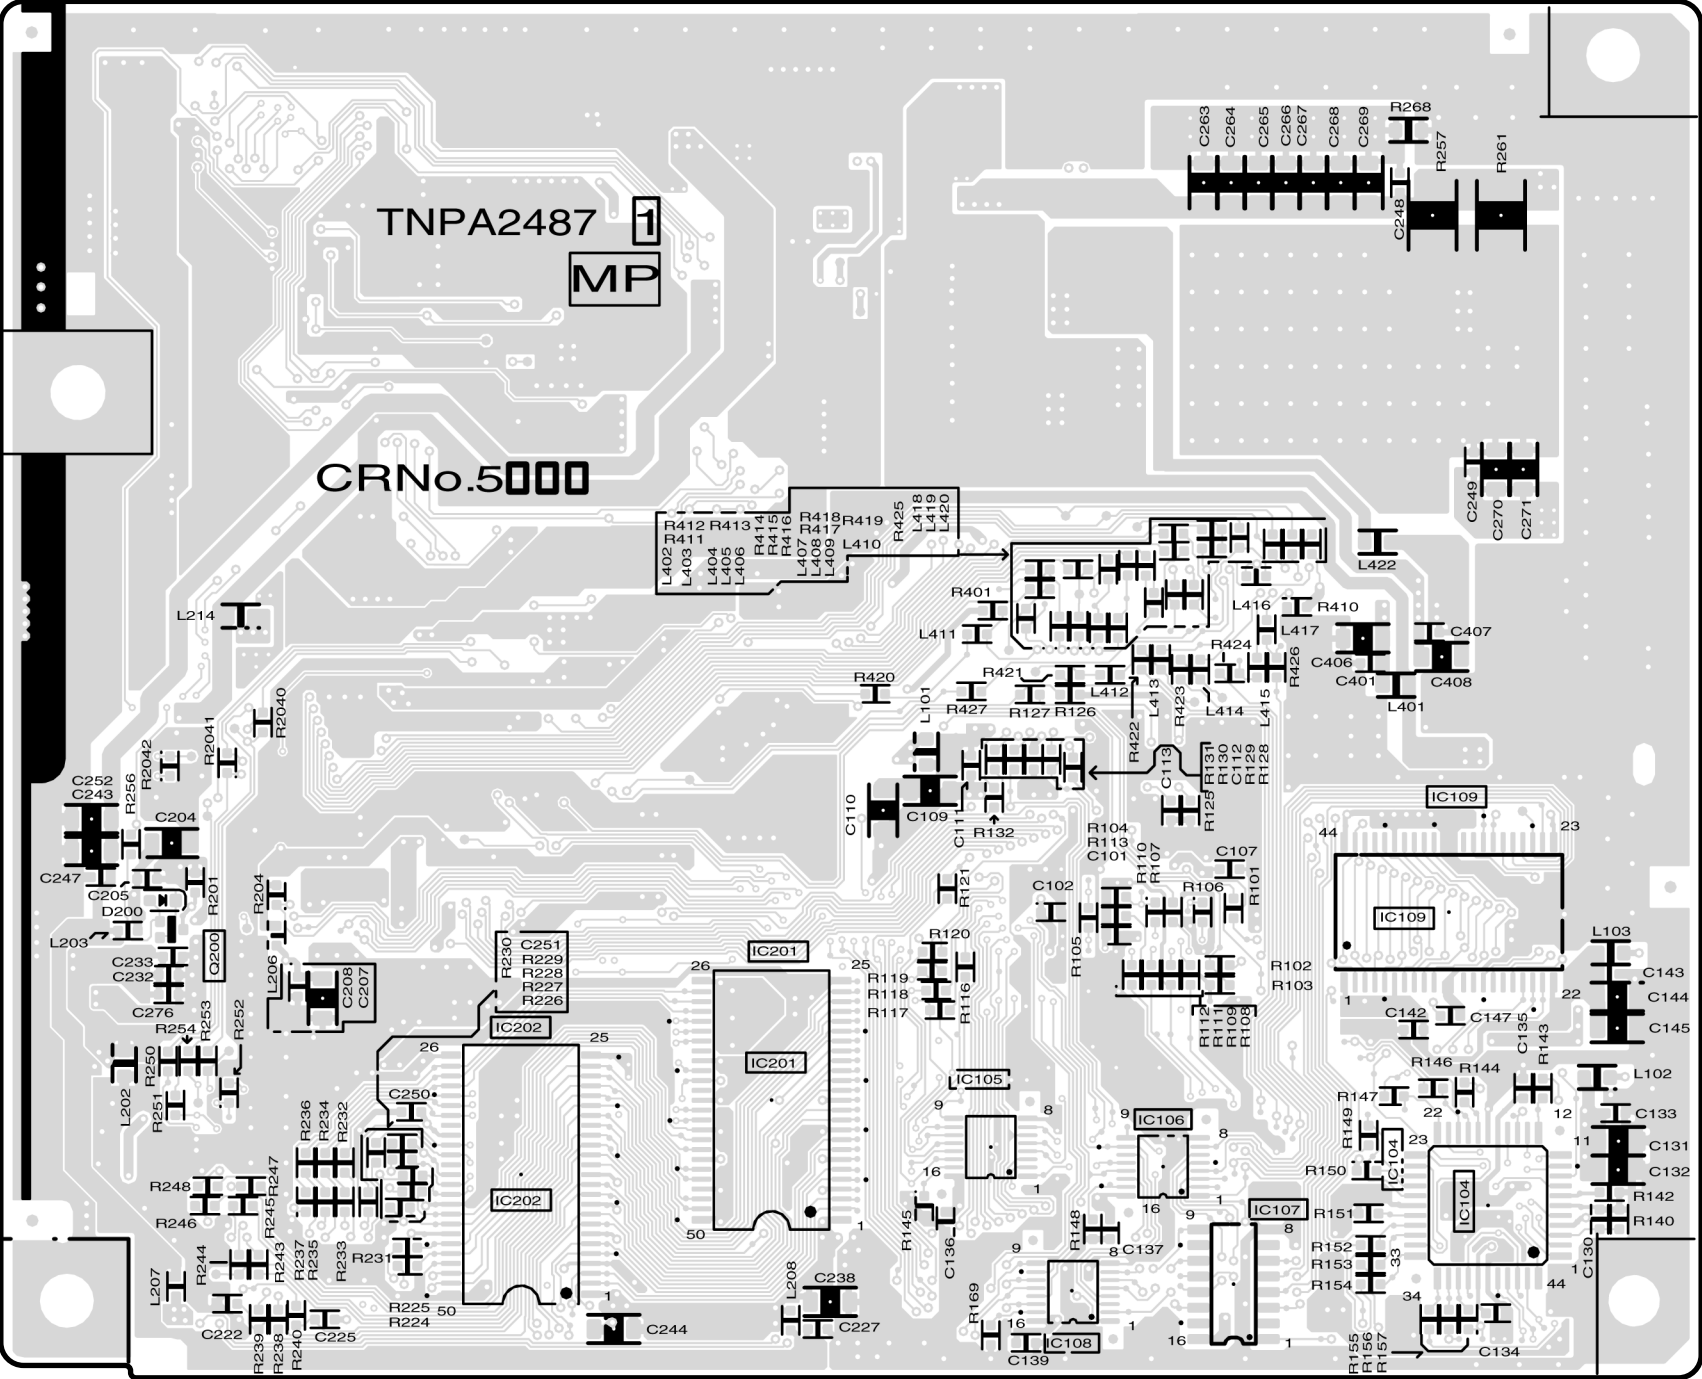 C263
C264
C265
C266
C267
C268
C269
R268
R257
R261
C248
TNPA2487 1
MP
CRNo.5
C249
C270
C271
R412 R413
R411
R414
R415
R416
R418
R417
R419
R425
L418
L419
L420
L402
L403
L404
L405
L406
L407
L408
L409
L410
L422
L214
R401
L411
L416
R410
L417
C407
C406
C401
C408
L401
R424
R426
R421
L412
L413
R423
L414
L415
R420
R427
R127
R126
L101
R422
C113
R131
R130
C112
R129
R128
R2040
R2041
R2042
C252
C243
R256
C204
C110
C109
C111
R132
R125
IC109
44
23
R104
R113
C101
R110
R107
C107
R106
R101
C247
C205
R201
D200
R204
L203
R121
C102
R105
IC109
L103
C233
C232
Q200
L206
C208
C207
R230
C251
R229
R228
R227
R226
IC201
26
25
R120
R119
R118
R117
R116
R102
R103
1
22
C143
C144
C145
C276
R254
R253
R252
IC202
26
25
C142
C147
C135
R143
R112
R111
R109
R108
R250
L202
R251
IC201
IC105
9
8
R146
R144
L102
R147
22
12
C133
C250
R236
R234
R232
IC106
9
8
R149
23
11
C131
C132
IC104
R150
R248
R247
R246
R245
IC202
16
1
16
1
IC104
R142
R140
IC107
9
8
R151
R145
C136
R148
C137
8
9
50
1
R244
R243
R237
R235
R233
R231
R152
R153
R154
33
C130
1
44
L207
C222
R239
R238
R240
C225
R225
R224
50
1
C244
L208
C238
C227
R169
16
1
C139
IC108
16
1
34
R155
R156
R157
C134